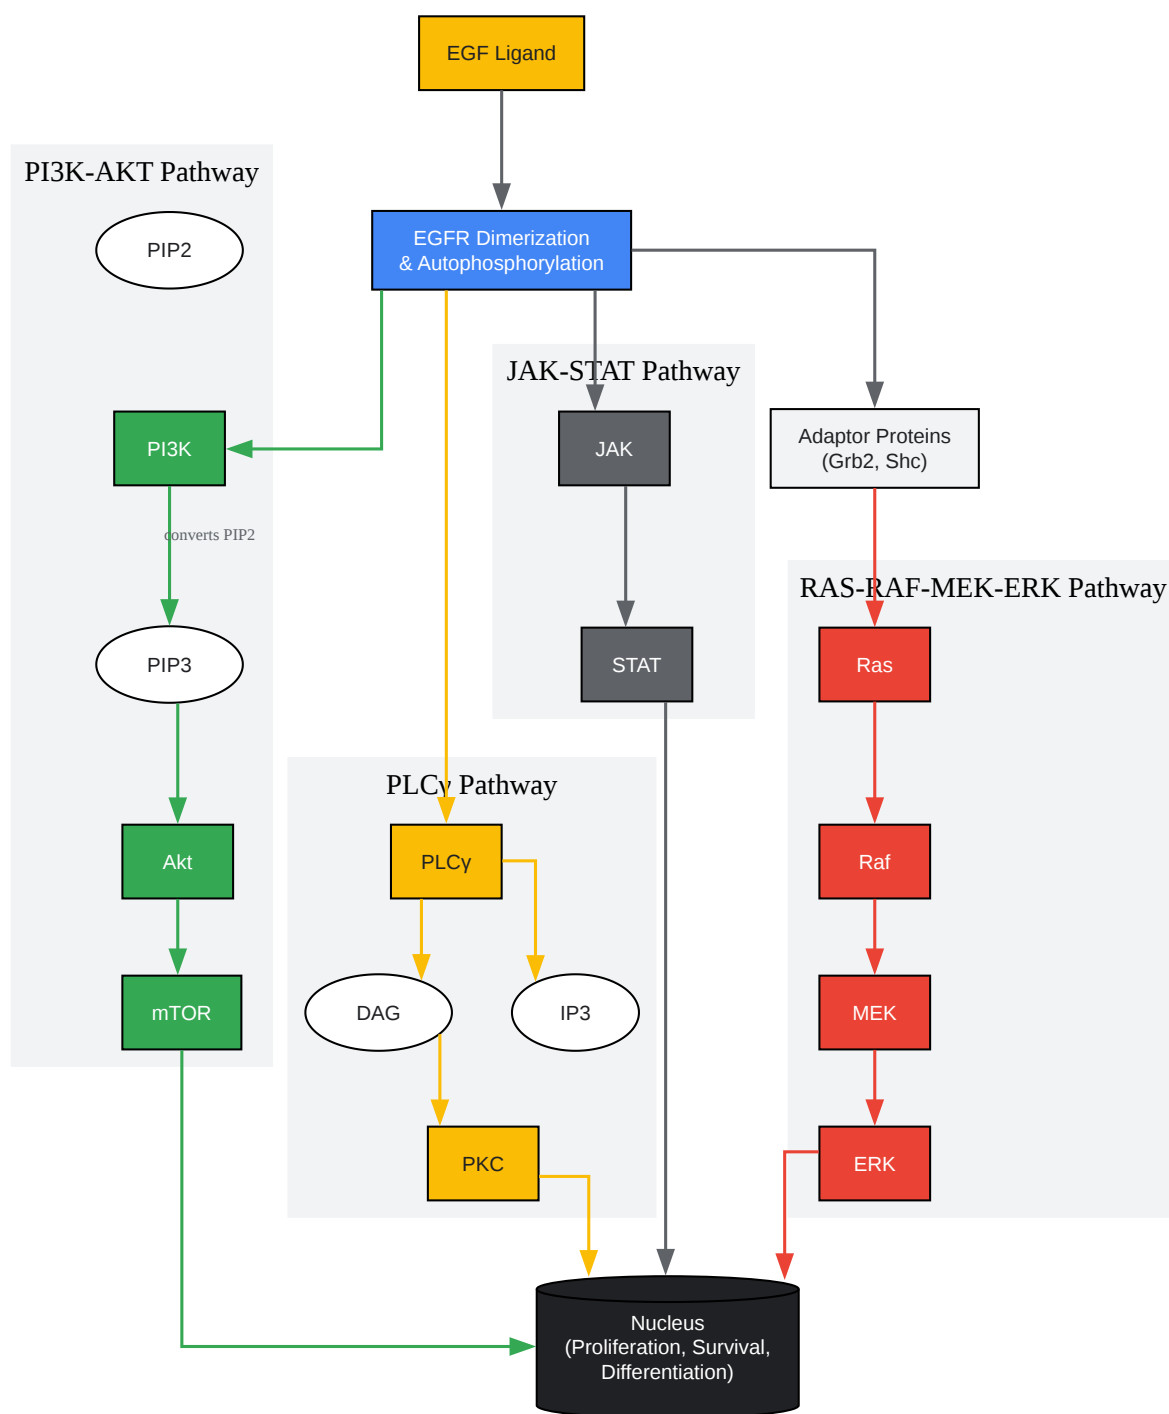 EGF Ligand
PI3K-AKT Pathway
PIP2
EGFR Dimerization
& Autophosphorylation
JAK-STAT Pathway
PI3K
JAK
Adaptor Proteins
(Grb2, Shc)
converts PIP2
RAS-RAF-MEK-ERK Pathway
PIP3
STAT
Ras
PLCγ Pathway
Akt
PLCγ
Raf
mTOR
DAG
IP3
MEK
PKC
ERK
Nucleus
(Proliferation, Survival,
Differentiation)